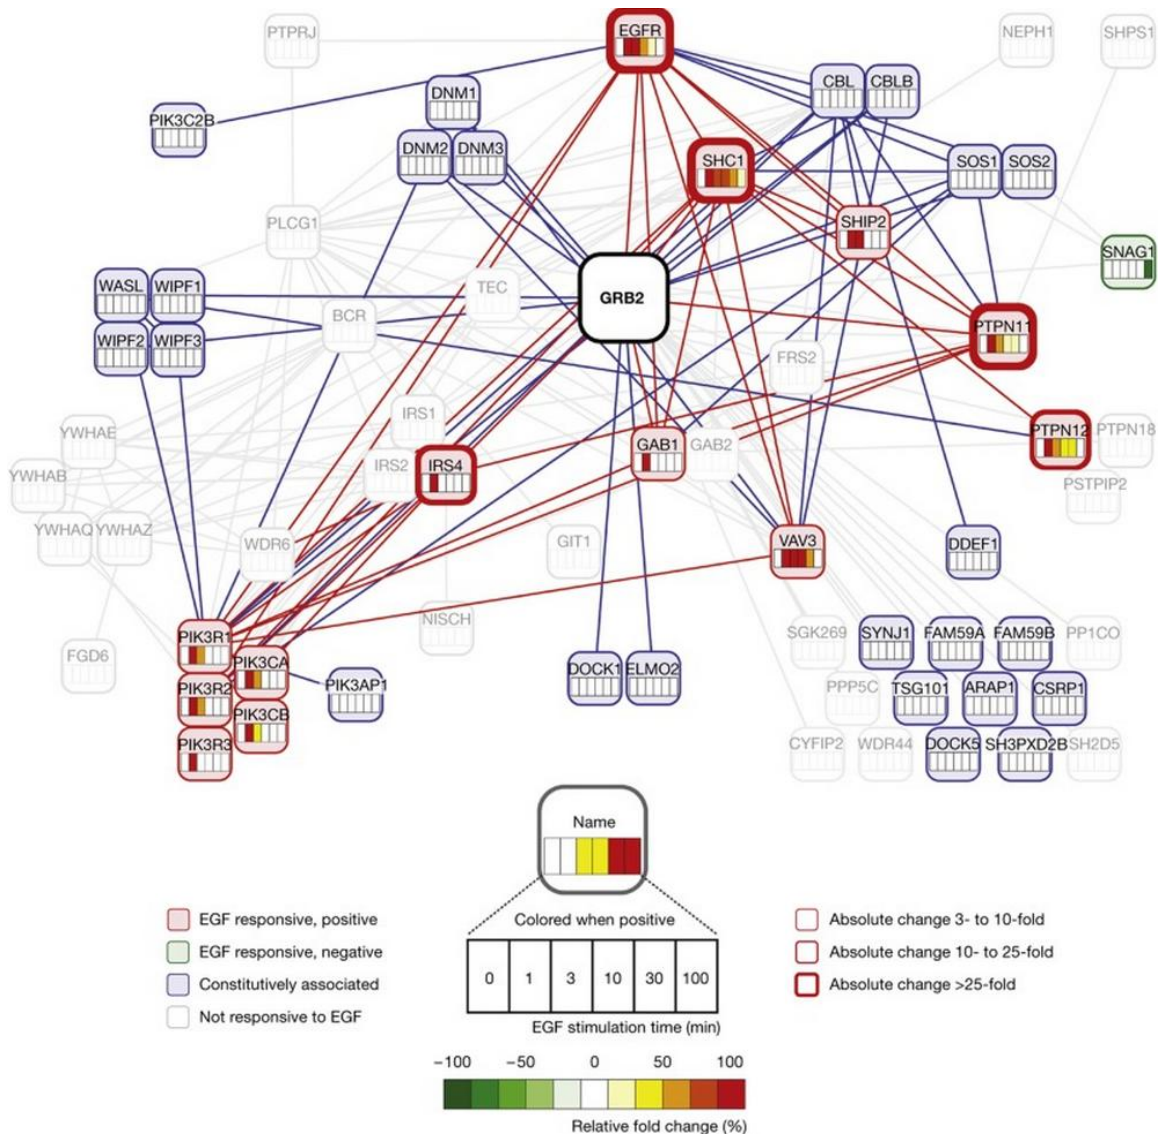 PTPRJ
EGFR
NEPH1
SHPS1
PIK3C2B
DNM1
CBL
CBLB
DNM2
DNM3
SHC1
SOS1
SOS2
PLCG1
SHIP2
SNAG1
WASL
WIPF1
TEC
GRB2
BCR
WIPF2
WIPF3
PTPN11
FRS2
IRS1
YWHAE
GAB1
GAB2
PTPN12
PTPN18
YWHAB
IRS2
IRS4
PSTPIP2
YWHAQ
YWHAZ
WDR6
GIT1
VAV3
DDEF1
NISCH
PIK3R1
FGD6
PIK3CA
PIK3R2
PIK3AP1
PIK3CB
PIK3R3
DOCK1
ELMO2
SGK269
SYNJ1
FAM59A
FAM59B
PP1CO
PPP5C
TSG101
ARAP1
CSRP1
CYFIP2
WDR44
DOCK5
SH3PXD2B
SH2D5
Name
Colored when positive
0 1 3 10 30 100
EGF stimulation time (min)
EGF responsive, positive
EGF responsive, negative
Constitutively associated
Not responsive to EGF
Absolute change 3- to 10-fold
Absolute change 10- to 25-fold
Absolute change >25-fold
−100 −50 0 50 100
Relative fold change (%)